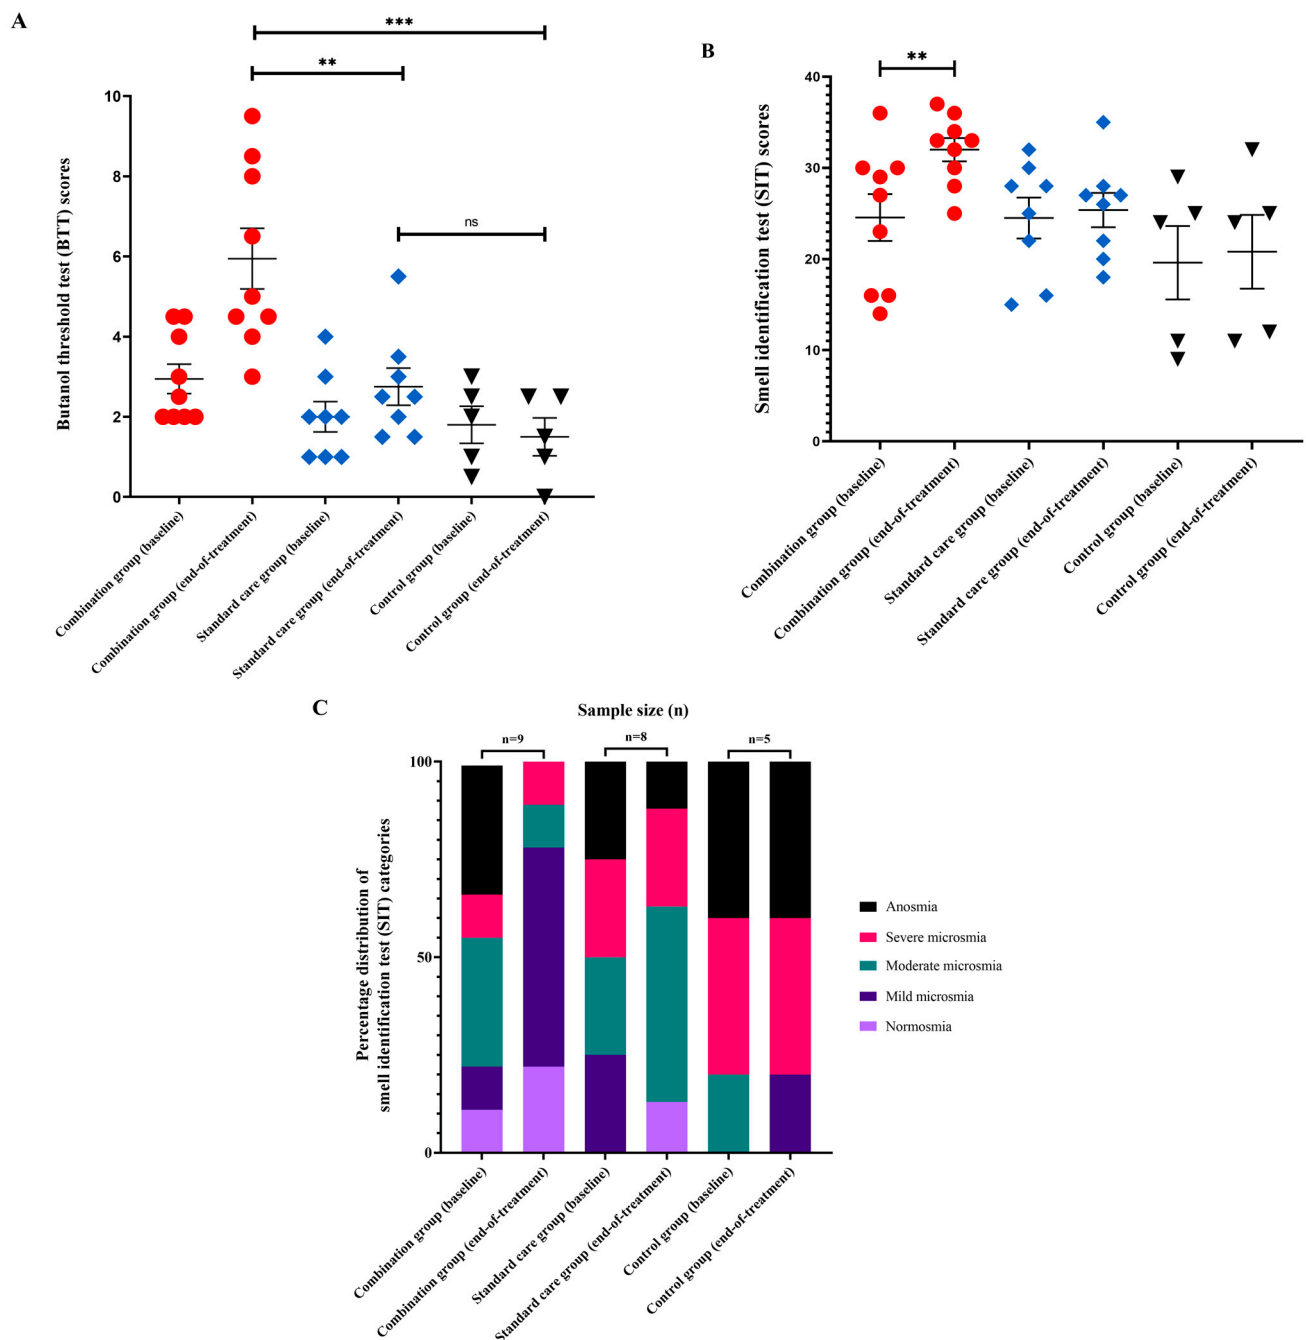 A
***
**
ns
Butanol threshold test (BTT) scores
10
8
6
4
2
0
Combination group (baseline)
Combination group (end-of-treatment)
Standard care group (baseline)
Standard care group (end-of-treatment)
Control group (baseline)
Control group (end-of-treatment)
B
**
Smell identification test (SIT) scores
40
30
20
10
0
Combination group (baseline)
Combination group (end-of-treatment)
Standard care group (baseline)
Standard care group (end-of-treatment)
Control group (baseline)
Control group (end-of-treatment)
C
Sample size (n)
n=9
n=8
n=5
Percentage distribution of
smell identification test (SIT) categories
100
50
0
Combination group (baseline)
Combination group (end-of-treatment)
Standard care group (baseline)
Standard care group (end-of-treatment)
Control group (baseline)
Control group (end-of-treatment)
Anosmia
Severe microsmia
Moderate microsmia
Mild microsmia
Normosmia